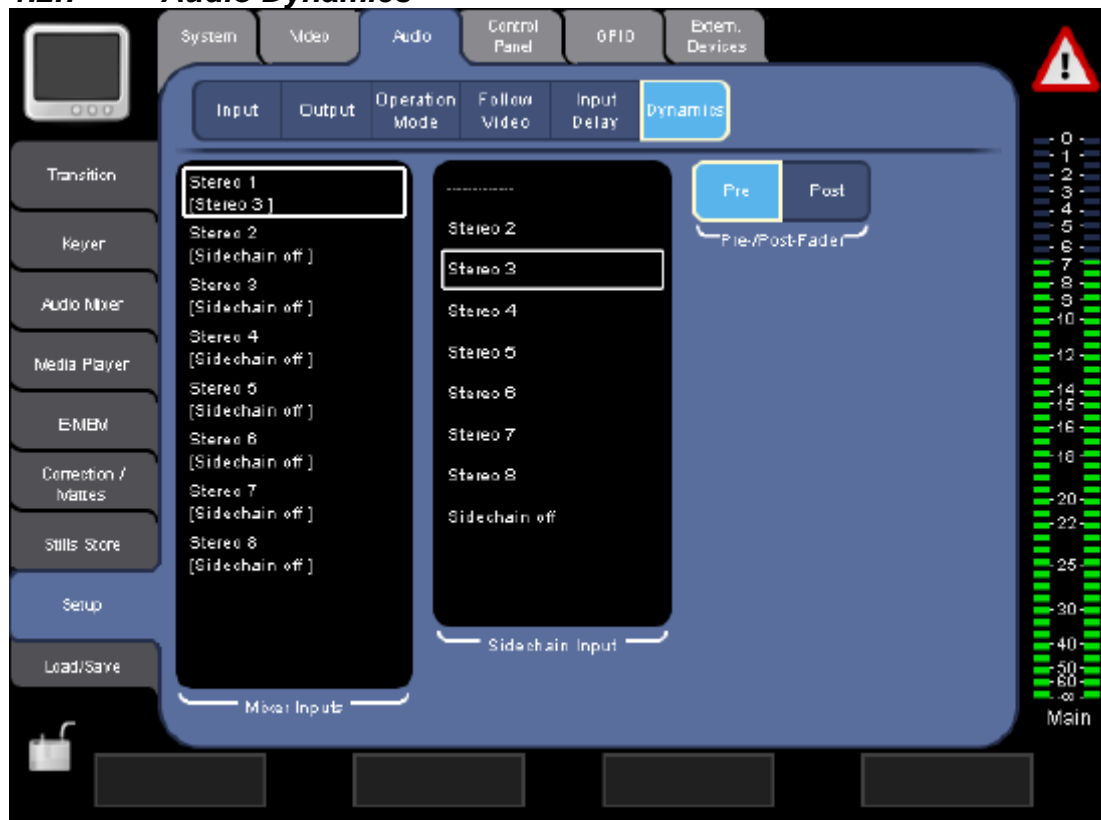 Audio Dynamics
System
Video
Audio
Control
Panel
GPIO
Extern.
Devices
Input
Output
Operation
Mode
Follow
Video
Input
Delay
Dynamics
Transition
Keyer
Audio Mixer
Media Player
E-MEM
Correction /
Mattes
Stills Store
Setup
Load/Save
Stereo 1
[Stereo 3 ]
Stereo 2
[Sidechain off ]
Stereo 3
[Sidechain off ]
Stereo 4
[Sidechain off ]
Stereo 5
[Sidechain off ]
Stereo 6
[Sidechain off ]
Stereo 7
[Sidechain off ]
Stereo 8
[Sidechain off ]
Mixer Inputs
-------------
Stereo 2
Stereo 3
Stereo 4
Stereo 5
Stereo 6
Stereo 7
Stereo 8
Sidechain off
Sidechain Input
Pre
Post
Pre-/Post-Fader
- 0 -
- 1 -
- 2 -
- 3 -
- 4 -
- 5 -
- 6 -
- 7 -
- 8 -
- 9 -
-10 -
-12 -
-14 -
-15 -
-16 -
-18 -
-20-
-22-
-25-
-30-
-40-
-50-
-60-
-∞ -
Main